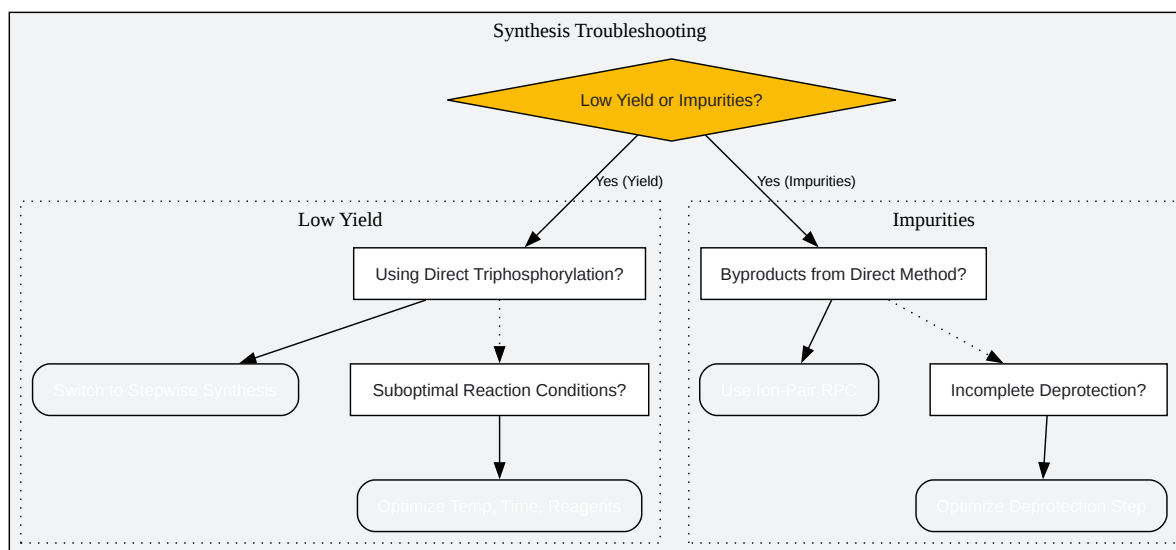 Synthesis Troubleshooting
Low Yield or Impurities?
Yes (Yield)
Yes (Impurities)
Low Yield
Impurities
Using Direct Triphosphorylation?
Byproducts from Direct Method?
Switch to Stepwise Synthesis
Suboptimal Reaction Conditions?
Use Ion-Pair RPC
Incomplete Deprotection?
Optimize Temp, Time, Reagents
Optimize Deprotection Step